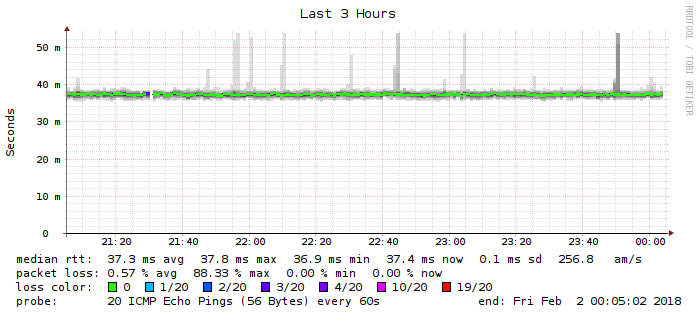 Last 3 Hours
RRDTOOL / TOBI OETIKER
Seconds
50 m
40 m
30 m
20 m
10 m
0
21:20 21:40 22:00 22:20 22:40 23:00 23:20 23:40 00:00
median rtt: 37.3 ms avg 37.8 ms max 36.9 ms min 37.4 ms now 0.1 ms sd 256.8 am/s
packet loss: 0.57 % avg 88.33 % max 0.00 % min 0.00 % now
loss color: 0 1/20 2/20 3/20 4/20 10/20 19/20
probe: 20 ICMP Echo Pings (56 Bytes) every 60s end: Fri Feb 2 00:05:02 2018